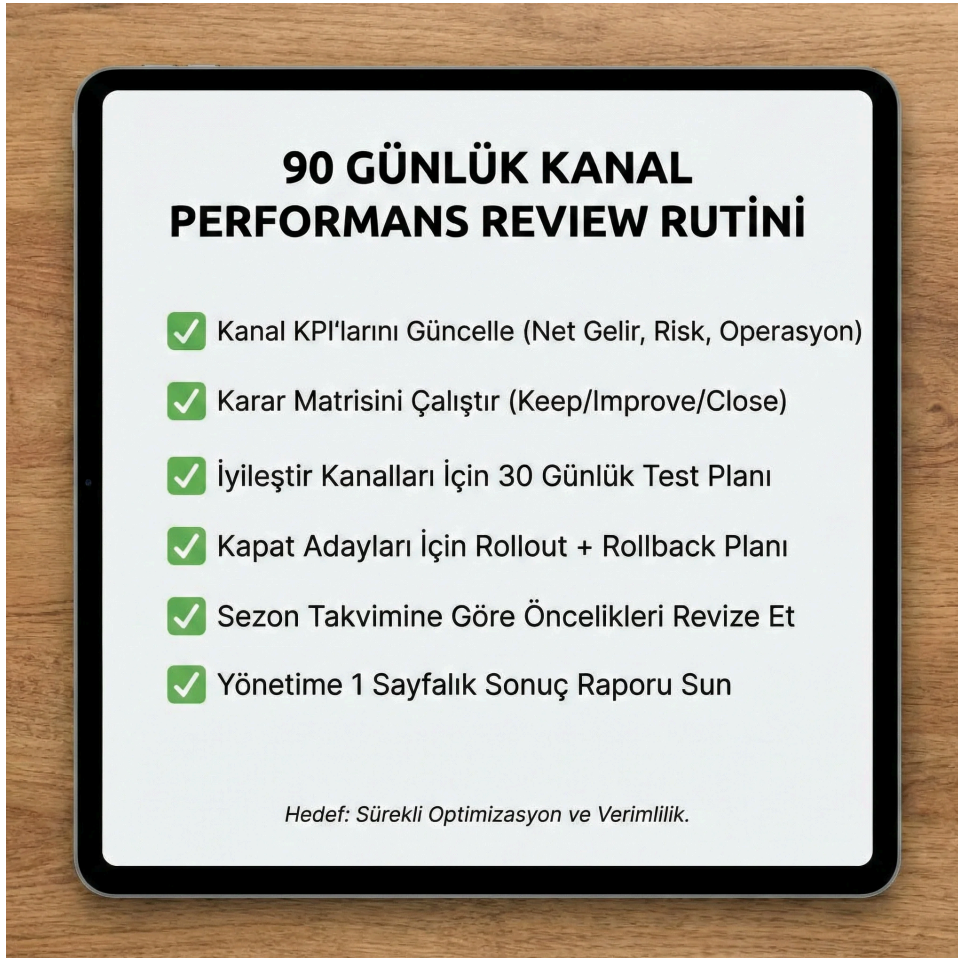 90 GÜNLÜK KANAL
PERFORMANS REVIEW RUTİNİ
Kanal KPI'larını Güncelle (Net Gelir, Risk, Operasyon)
Karar Matrisini Çalıştır (Keep/Improve/Close)
İyileştir Kanalları İçin 30 Günlük Test Planı
Kapat Adayları İçin Rollout + Rollback Planı
Sezon Takvimine Göre Öncelikleri Revize Et
Yönetime 1 Sayfalık Sonuç Raporu Sun
Hedef: Sürekli Optimizasyon ve Verimlilik.